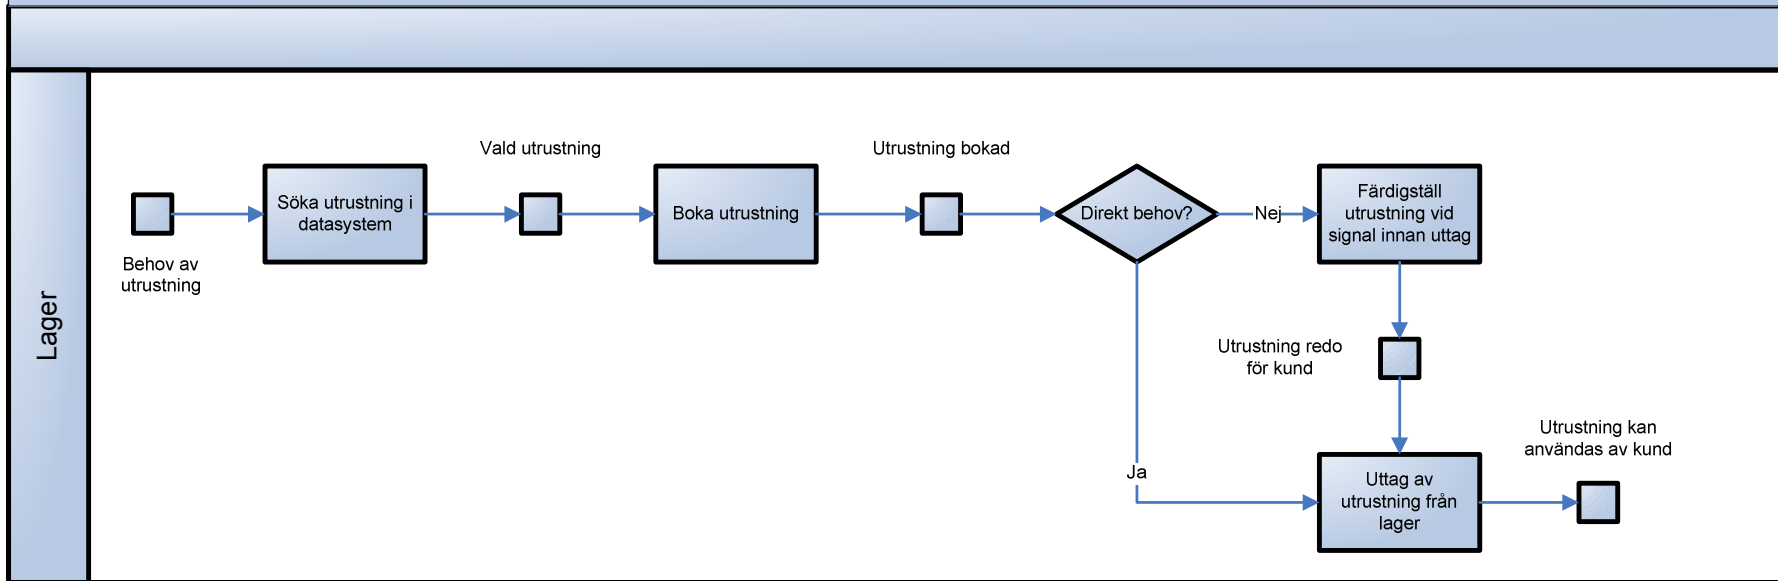 Lager
Behov av
utrustning
Söka utrustning i
datasystem
Vald utrustning
Boka utrustning
Utrustning bokad
Direkt behov?
Nej
Färdigställ
utrustning vid
signal innan uttag
Utrustning redo
för kund
Ja
Uttag av
utrustning från
lager
Utrustning kan
användas av kund